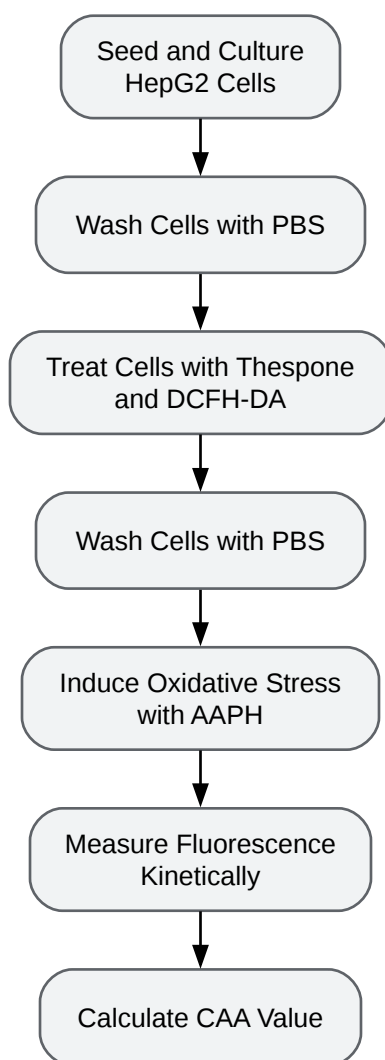 Seed and Culture
HepG2 Cells
Wash Cells with PBS
Treat Cells with Thespone
and DCFH-DA
Wash Cells with PBS
Induce Oxidative Stress
with AAPH
Measure Fluorescence
Kinetically
Calculate CAA Value